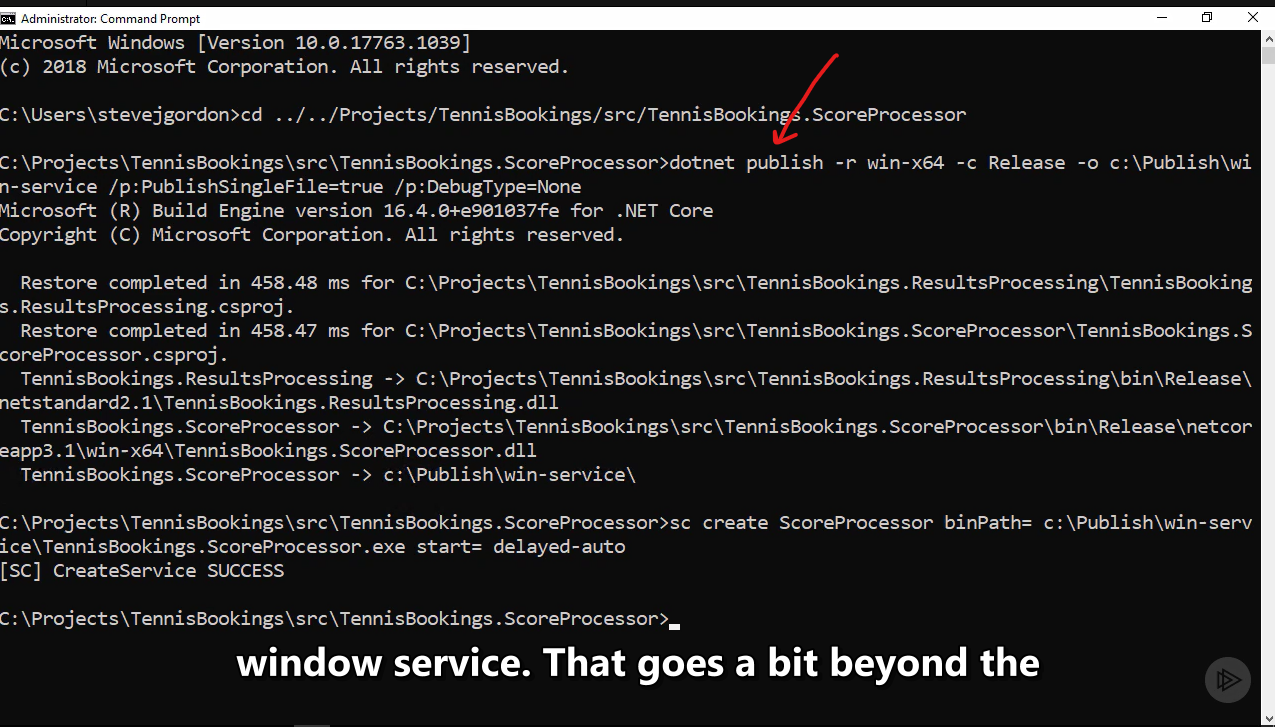 Administrator: Command Prompt
Microsoft Windows [Version 10.0.17763.1039]
(c) 2018 Microsoft Corporation. All rights reserved.
C:\Users\stevejgordon>cd ../../Projects/TennisBookings/src/TennisBookings.ScoreProcessor
C:\Projects\TennisBookings\src\TennisBookings.ScoreProcessor>dotnet publish -r win-x64 -c Release -o c:\Publish\wi
n-service /p:PublishSingleFile=true /p:DebugType=None
Microsoft (R) Build Engine version 16.4.0+e901037fe for .NET Core
Copyright (C) Microsoft Corporation. All rights reserved.
Restore completed in 458.48 ms for C:\Projects\TennisBookings\src\TennisBookings.ResultsProcessing\TennisBooking
s.ResultsProcessing.csproj.
Restore completed in 458.47 ms for C:\Projects\TennisBookings\src\TennisBookings.ScoreProcessor\TennisBookings.S
coreProcessor.csproj.
TennisBookings.ResultsProcessing -> C:\Projects\TennisBookings\src\TennisBookings.ResultsProcessing\bin\Release\
netstandard2.1\TennisBookings.ResultsProcessing.dll
TennisBookings.ScoreProcessor -> C:\Projects\TennisBookings\src\TennisBookings.ScoreProcessor\bin\Release\netcor
eapp3.1\win-x64\TennisBookings.ScoreProcessor.dll
TennisBookings.ScoreProcessor -> c:\Publish\win-service\
C:\Projects\TennisBookings\src\TennisBookings.ScoreProcessor>sc create ScoreProcessor binPath= c:\Publish\win-serv
ice\TennisBookings.ScoreProcessor.exe start= delayed-auto
[SC] CreateService SUCCESS
C:\Projects\TennisBookings\src\TennisBookings.ScoreProcessor>
window service. That goes a bit beyond the